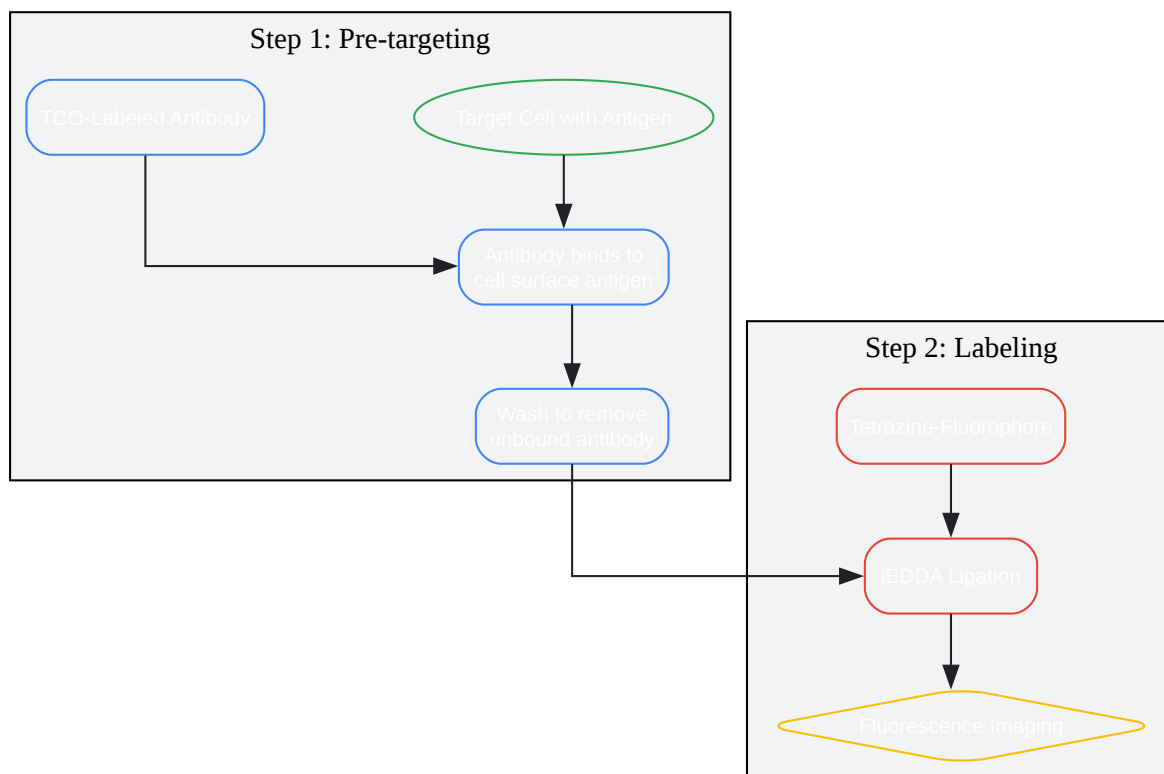 Step 1: Pre-targeting
TCO-Labeled Antibody
Target Cell with Antigen
Antibody binds to
cell surface antigen
Wash to remove
unbound antibody
Step 2: Labeling
Tetrazine-Fluorophore
iEDDA Ligation
Fluorescence Imaging